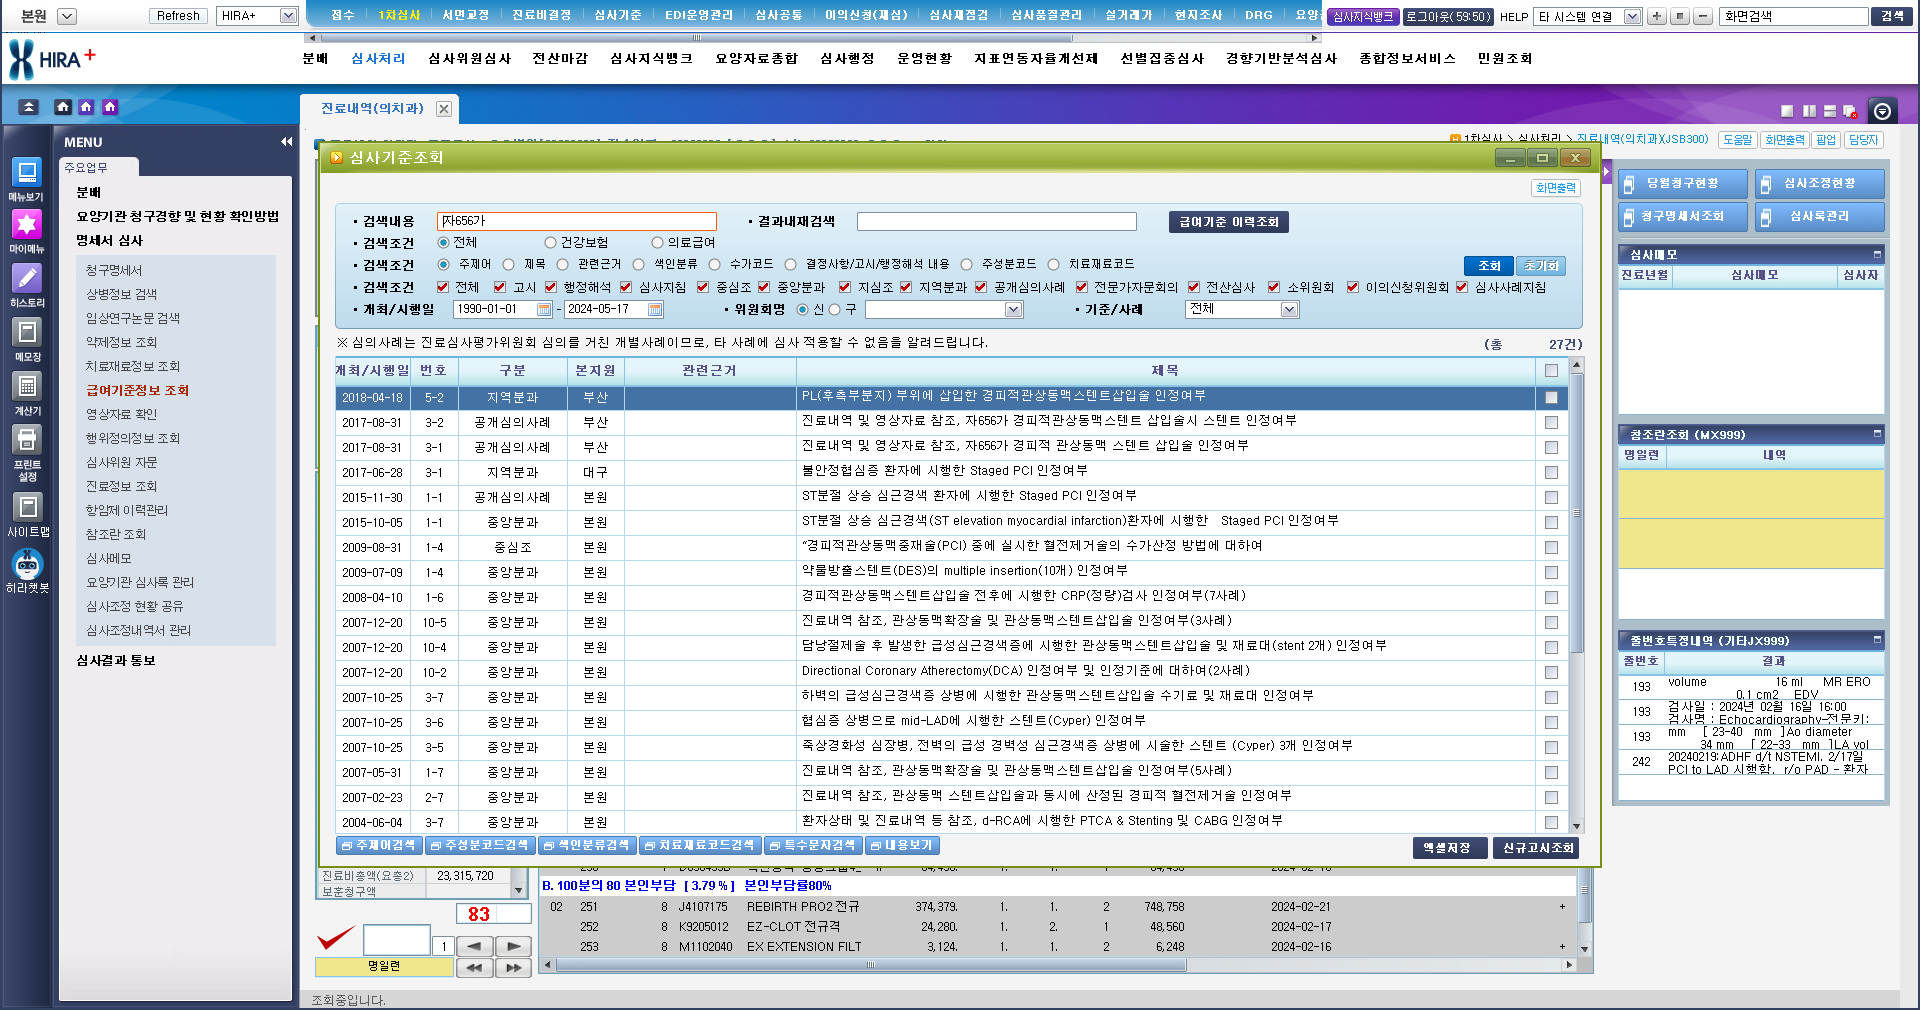 본원 Refresh HIRA+ 접수 1차심사 서면교정 진료비결정 심사기준 EDI운영관리 심사공통 이의신청(재심) 심사재점검 심사품질관리 실거래가 현지조사 DRG 심사지식뱅크 로그아웃(59:50) HELP 타 시스템 연결 화면검색 검색
HIRA+ 분배 심사처리 심사위원심사 전산마감 심사지식뱅크 요양자료종합 심사행정 운영현황 지표연동자율개선제 선별집중심사 경향기반분석심사 종합정보서비스 민원조회
진료내역(의치과)
1차심사 > 심사처리 > 진료내역(의치과)(JSB300) 도움말 화면출력 팝업 담당자
MENU
주요업무
분배
요양기관 청구경향 및 현황 확인방법
명세서 심사
청구명세서
상병정보 검색
임상연구논문 검색
약제정보 조회
치료재료정보 조회
급여기준정보 조회
영상자료 확인
행위정의정보 조회
심사위원 자문
진료정보 조회
항암제 이력관리
참조란 조회
심사메모
요양기관 심사록 관리
심사조정 현황 공유
심사조정내역서 관리
심사결과 통보
메뉴보기
마이메뉴
히스토리
메모장
계산기
프린트
설정
사이트맵
히라챗봇
심사기준조회
화면출력
· 검색내용 자656가 · 결과내재검색 급여기준 이력조회
· 검색조건 전체 건강보험 의료급여
· 검색조건 주제어 제목 관련근거 색인분류 수가코드 결정사항/고시/행정해석 내용 주성분코드 치료재료코드 조회 초기화
· 검색조건 전체 고시 행정해석 심사지침 중심조 중앙분과 지심조 지역분과 공개심의사례 전문가자문회의 전산심사 소위원회 이의신청위원회 심사사례지침
· 개최/시행일 1990-01-01 - 2024-05-17 · 위원회명 신 구 · 기준/사례 전체
※ 심의사례는 진료심사평가위원회 심의를 거친 개별사례이므로, 타 사례에 심사 적용할 수 없음을 알려드립니다. (총 27건)
개최/시행일 번호 구분 본지원 관련근거 제목
2018-04-18 5-2 지역분과 부산 PL(후측부분지) 부위에 삽입한 경피적관상동맥스텐트삽입술 인정여부
2017-08-31 3-2 공개심의사례 부산 진료내역 및 영상자료 참조, 자656가 경피적관상동맥스텐트 삽입술시 스텐트 인정여부
2017-08-31 3-1 공개심의사례 부산 진료내역 및 영상자료 참조, 자656가 경피적 관상동맥 스텐트 삽입술 인정여부
2017-06-28 3-1 지역분과 대구 불안정협심증 환자에 시행한 Staged PCI 인정여부
2015-11-30 1-1 공개심의사례 본원 ST분절 상승 심근경색 환자에 시행한 Staged PCI 인정여부
2015-10-05 1-1 중앙분과 본원 ST분절 상승 심근경색(ST elevation myocardial infarction)환자에 시행한 Staged PCI 인정여부
2009-08-31 1-4 중심조 본원 “경피적관상동맥중재술(PCI) 중에 실시한 혈전제거술의 수가산정 방법에 대하여
2009-07-09 1-4 중앙분과 본원 약물방출스텐트(DES)의 multiple insertion(10개) 인정여부
2008-04-10 1-6 중앙분과 본원 경피적관상동맥스텐트삽입술 전후에 시행한 CRP(정량)검사 인정여부(7사례)
2007-12-20 10-5 중앙분과 본원 진료내역 참조, 관상동맥확장술 및 관상동맥스텐트삽입술 인정여부(3사례)
2007-12-20 10-4 중앙분과 본원 담낭절제술 후 발생한 급성심근경색증에 시행한 관상동맥스텐트삽입술 및 재료대(stent 2개) 인정여부
2007-12-20 10-2 중앙분과 본원 Directional Coronary Atherectomy(DCA) 인정여부 및 인정기준에 대하여(2사례)
2007-10-25 3-7 중앙분과 본원 하벽의 급성심근경색증 상병에 시행한 관상동맥스텐트삽입술 수기료 및 재료대 인정여부
2007-10-25 3-6 중앙분과 본원 협심증 상병으로 mid-LAD에 시행한 스텐트(Cyper) 인정여부
2007-10-25 3-5 중앙분과 본원 죽상경화성 심장병, 전벽의 급성 경벽성 심근경색증 상병에 시술한 스텐트 (Cyper) 3개 인정여부
2007-05-31 1-7 중앙분과 본원 진료내역 참조, 관상동맥확장술 및 관상동맥스텐트삽입술 인정여부(5사례)
2007-02-23 2-7 중앙분과 본원 진료내역 참조, 관상동맥 스텐트삽입술과 동시에 산정된 경피적 혈전제거술 인정여부
2004-06-04 3-7 중앙분과 본원 환자상태 및 진료내역 등 참조, d-RCA에 시행한 PTCA & Stenting 및 CABG 인정여부
주제어검색 주성분코드검색 색인분류검색 치료재료코드검색 특수문자검색 내용보기 엑셀저장 신규고시조회
진료비총액(요총2) 23,315,720
보훈청구액
83
1
명일련
B. 100분의 80 본인부담 [ 3.79 % ] 본인부담률80%
02 251 8 J4107175 REBIRTH PRO2 전규 374,379. 1. 1. 2 748,758 2024-02-21 +
252 8 K9205012 EZ-CLOT 전규격 24,280. 1. 2. 1 48,560 2024-02-17
253 8 M1102040 EX EXTENSION FILT 3,124. 1. 1. 2 6,248 2024-02-16 +
조회중입니다.
당월청구현황 심사조정현황
청구명세서조회 심사록관리
심사메모
진료년월 심사메모 심사자
참조란조회 (MX999)
명일련 내역
줄번호특정내역 (기타JX999)
줄번호 결과
193 volume 16 ml MR ERO
0.1 cm2 EDV
193 검사일 : 2024년 02월 16일 16:00
검사명 : Echocardiography-전문키:
193 mm [ 23-40 mm ]Ao diameter
34 mm [ 22-33 mm ]LA vol
242 20240219:ADHF d/t NSTEMI, 2/17일
PCI to LAD 시행함, r/o PAD - 환자